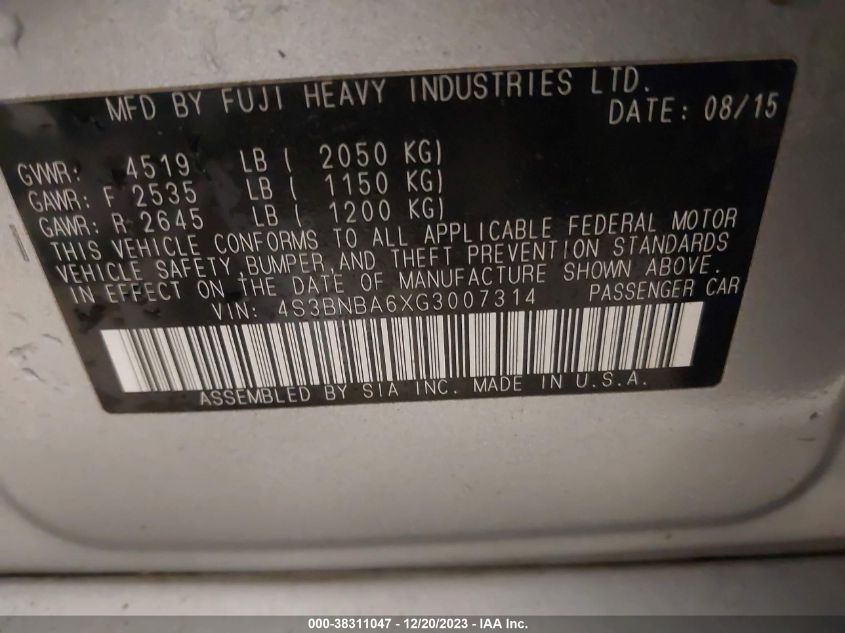 MFD BY FUJI HEAVY INDUSTRIES LTD.
DATE: 08/15
GVWR: 4519 LB ( 2050 KG)
GAWR: F 2535 LB ( 1150 KG)
GAWR: R 2645 LB ( 1200 KG)
THIS VEHICLE CONFORMS TO ALL APPLICABLE FEDERAL MOTOR
VEHICLE SAFETY,BUMPER,AND THEFT PREVENTION STANDARDS
IN EFFECT ON THE DATE OF MANUFACTURE SHOWN ABOVE.
VIN: 4S3BNBA6XG3007314 PASSENGER CAR
ASSEMBLED BY SIA INC. MADE IN U.S.A.
000-38311047 - 12/20/2023 - IAA Inc.